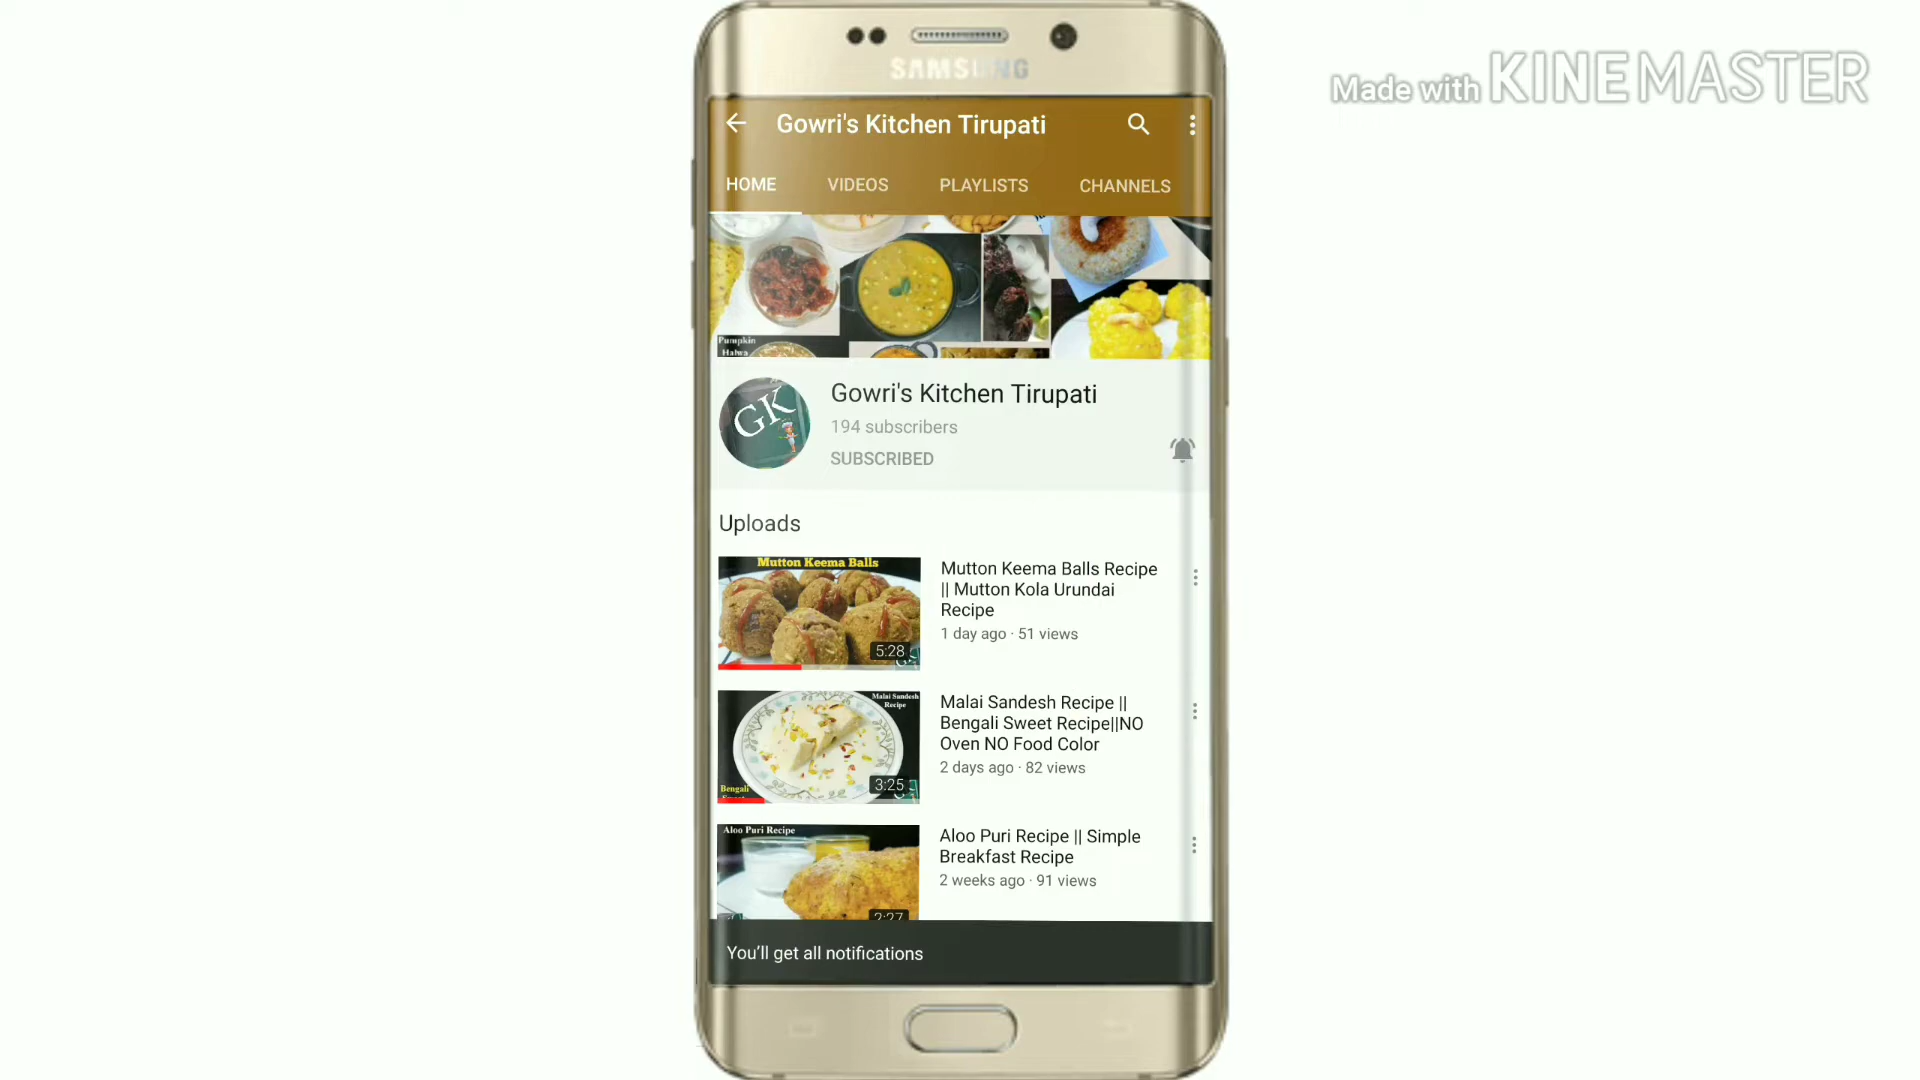 SAMSUNG
Made with KINEMASTER
Gowri's Kitchen Tirupati
HOME VIDEOS PLAYLISTS CHANNELS
Pumpkin
Halwa
GK
Gowri's Kitchen Tirupati
194 subscribers
SUBSCRIBED
Uploads
Mutton Keema Balls
5:28
Mutton Keema Balls Recipe
|| Mutton Kola Urundai
Recipe
1 day ago · 51 views
Malai Sandesh
Recipe
Bengali
3:25
Malai Sandesh Recipe ||
Bengali Sweet Recipe||NO
Oven NO Food Color
2 days ago · 82 views
Aloo Puri Recipe
2:27
Aloo Puri Recipe || Simple
Breakfast Recipe
2 weeks ago · 91 views
You'll get all notifications